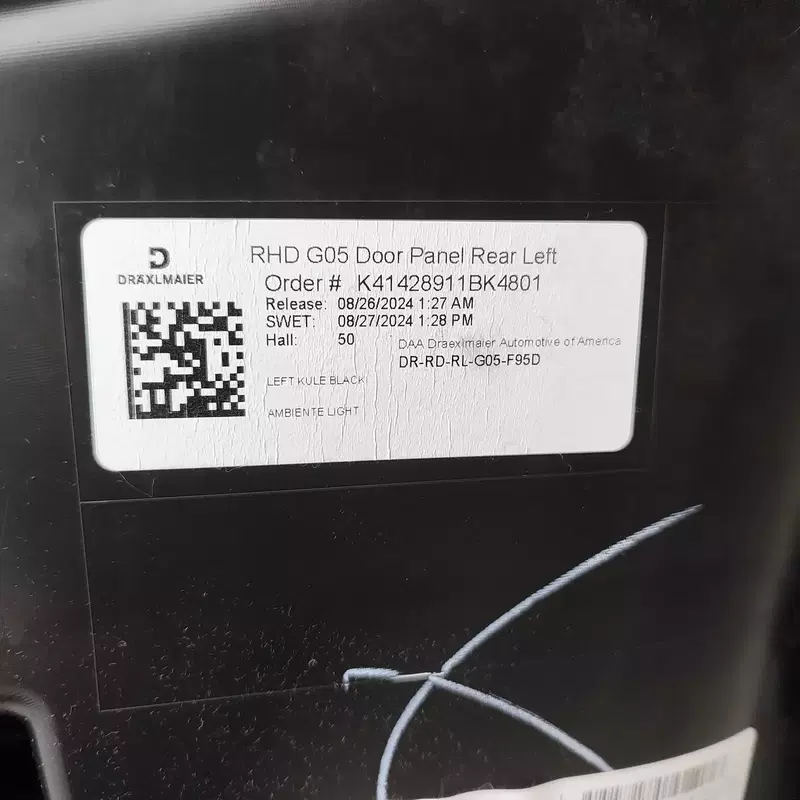 DRÄXLMAIER
RHD G05 Door Panel Rear Left
Order # K41428911BK4801
Release: 08/26/2024 1:27 AM
SWET: 08/27/2024 1:28 PM
Hall: 50
DAA Draexlmaier Automotive of America
DR-RD-RL-G05-F95D
LEFT KULE BLACK
AMBIENTE LIGHT